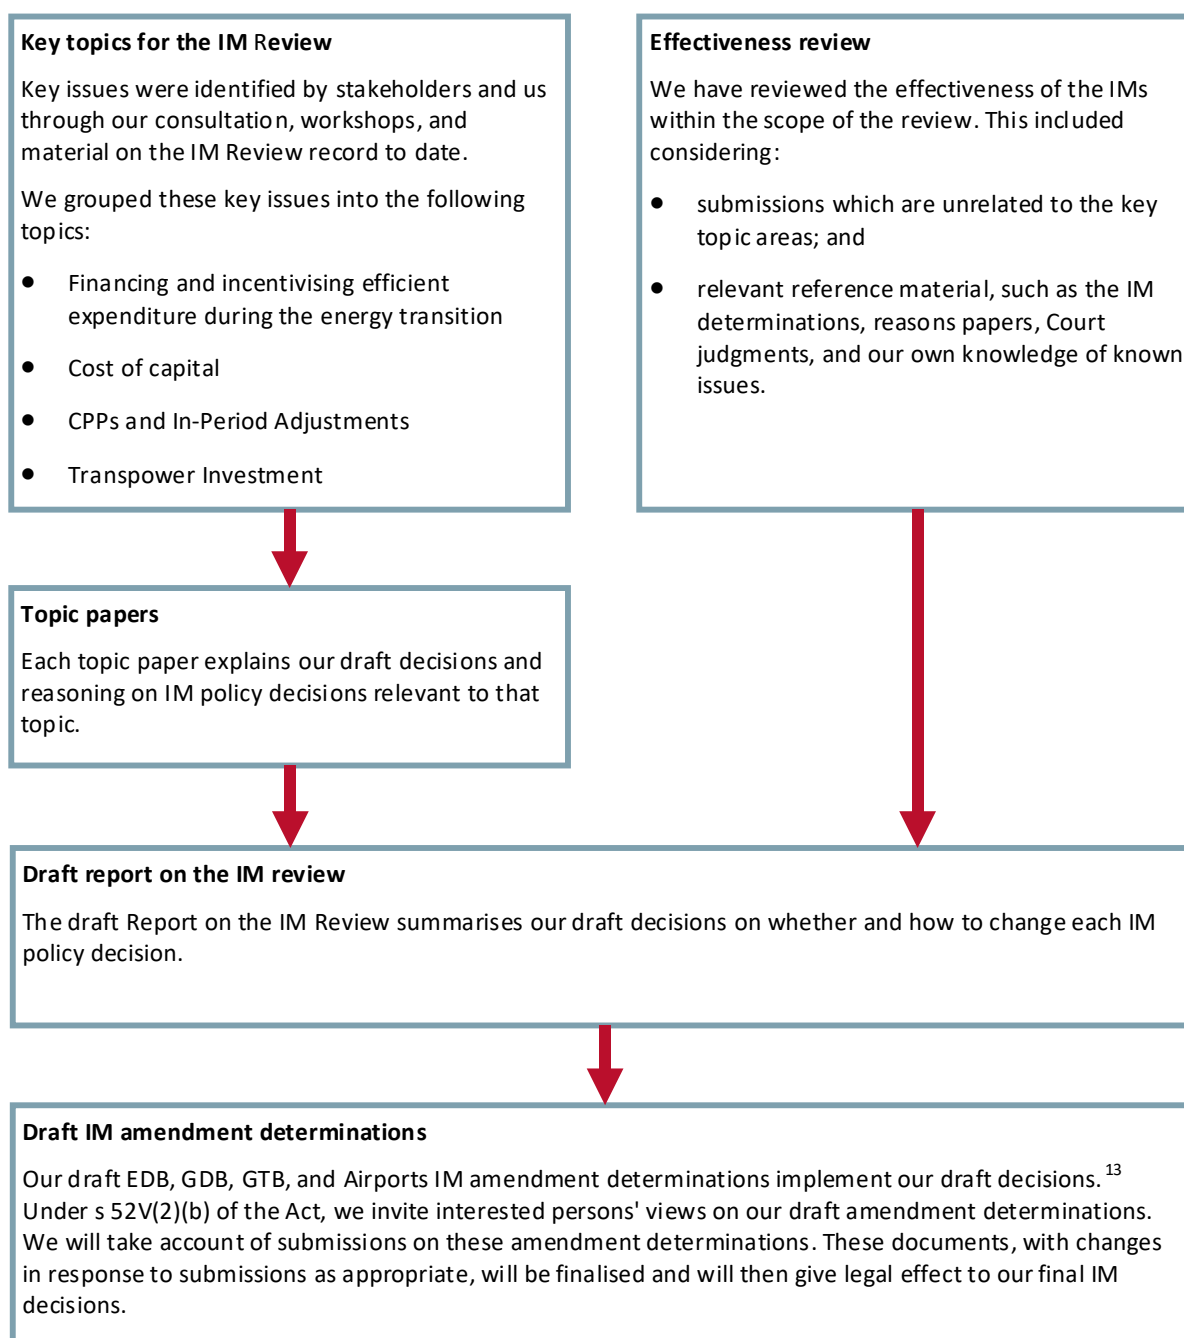 Key topics for the IM Review
Key issues were identified by stakeholders and us
through our consultation, workshops, and
material on the IM Review record to date.
We grouped these key issues into the following
topics:
• Financing and incentivising efficient
expenditure during the energy transition
• Cost of capital
• CPPs and In-Period Adjustments
• Transpower Investment
Effectiveness review
We have reviewed the effectiveness of the IMs
within the scope of the review. This included
considering:
• submissions which are unrelated to the key
topic areas; and
• relevant reference material, such as the IM
determinations, reasons papers, Court
judgments, and our own knowledge of known
issues.
Topic papers
Each topic paper explains our draft decisions and
reasoning on IM policy decisions relevant to that
topic.
Draft report on the IM review
The draft Report on the IM Review summarises our draft decisions on whether and how to change each IM
policy decision.
Draft IM amendment determinations
Our draft EDB, GDB, GTB, and Airports IM amendment determinations implement our draft decisions.13
Under s 52V(2)(b) of the Act, we invite interested persons' views on our draft amendment determinations.
We will take account of submissions on these amendment determinations. These documents, with changes
in response to submissions as appropriate, will be finalised and will then give legal effect to our final IM
decisions.